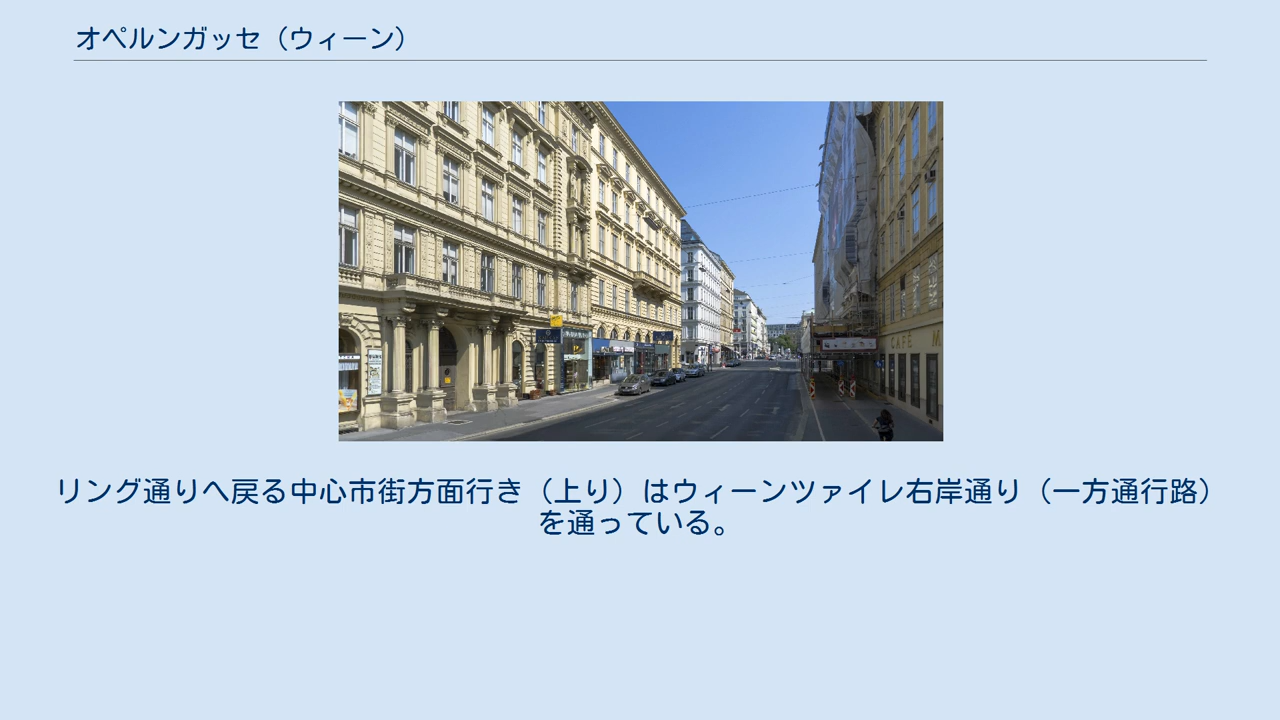 オペルンガッセ（ウィーン）
CAFÉ M
リング通りへ戻る中心市街方面行き（上り）はウィーンツァイレ右岸通り（一方通行路）
を通っている。